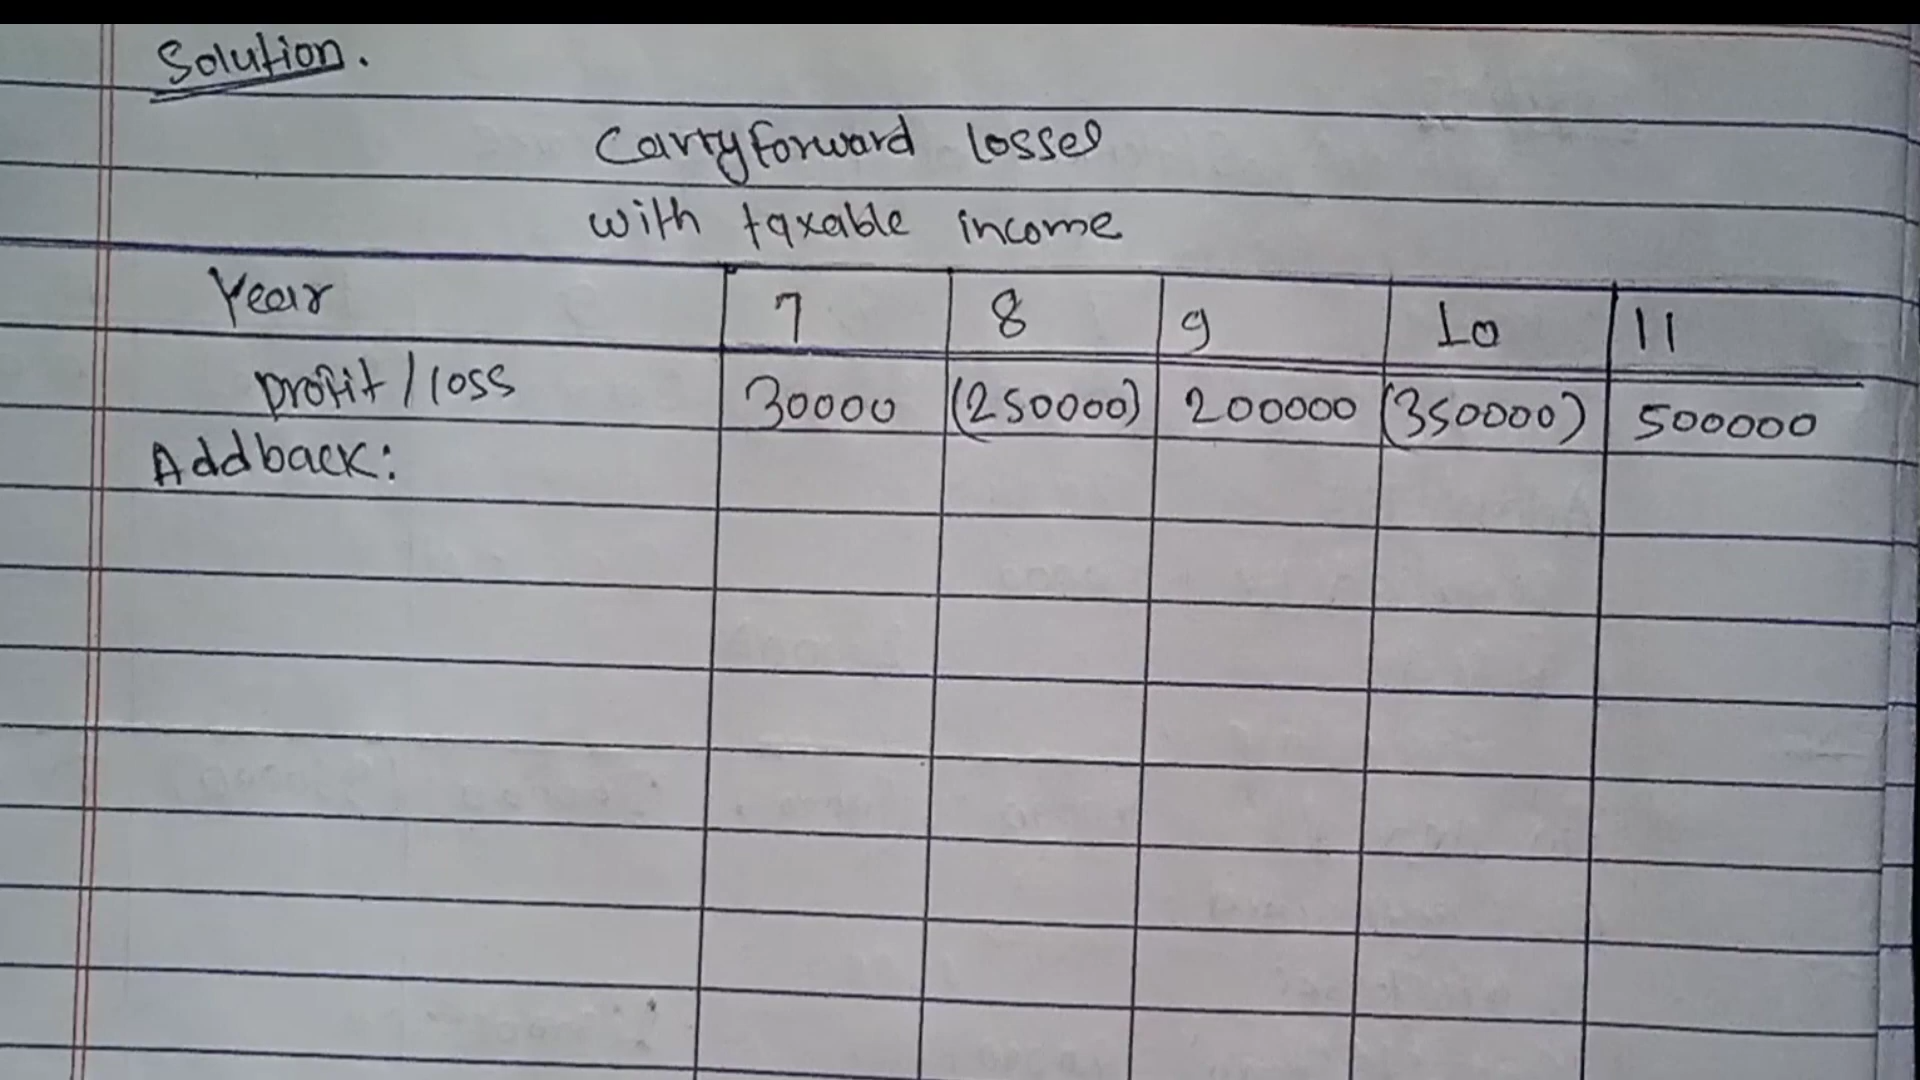 Solution.
Carryforward losses
with taxable income
Year 7 8 9 10 11
profit / loss 30000 (250000) 200000 (350000) 500000
Addback: